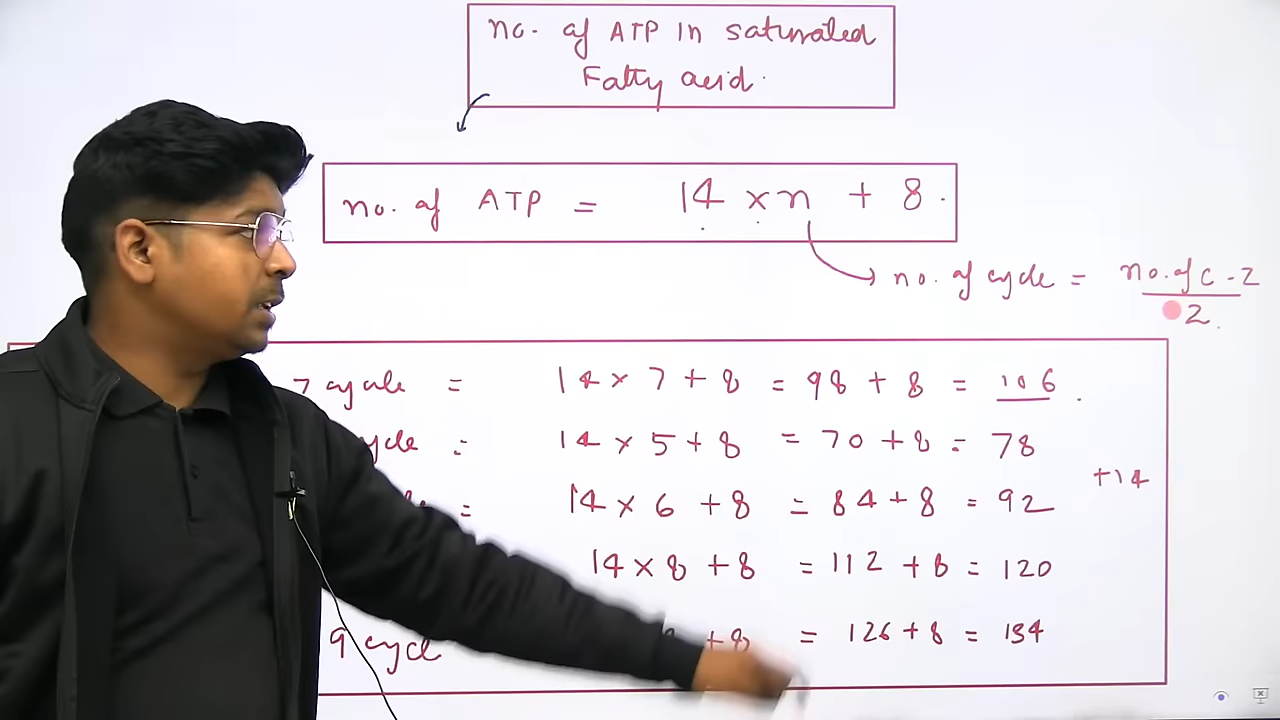 no. of ATP in saturated
Fatty acid.
no. of ATP = 14 × n + 8.
no. of cycle = no. of C - 2
2.
7 cycle = 14 × 7 + 8 = 98 + 8 = 106.
14 × 5 + 8 = 70 + 8 = 78
+14
= 14 × 6 + 8 = 84 + 8 = 92
14 × 8 + 8 = 112 + 8 = 120
9 cycle + 8 = 126 + 8 = 134